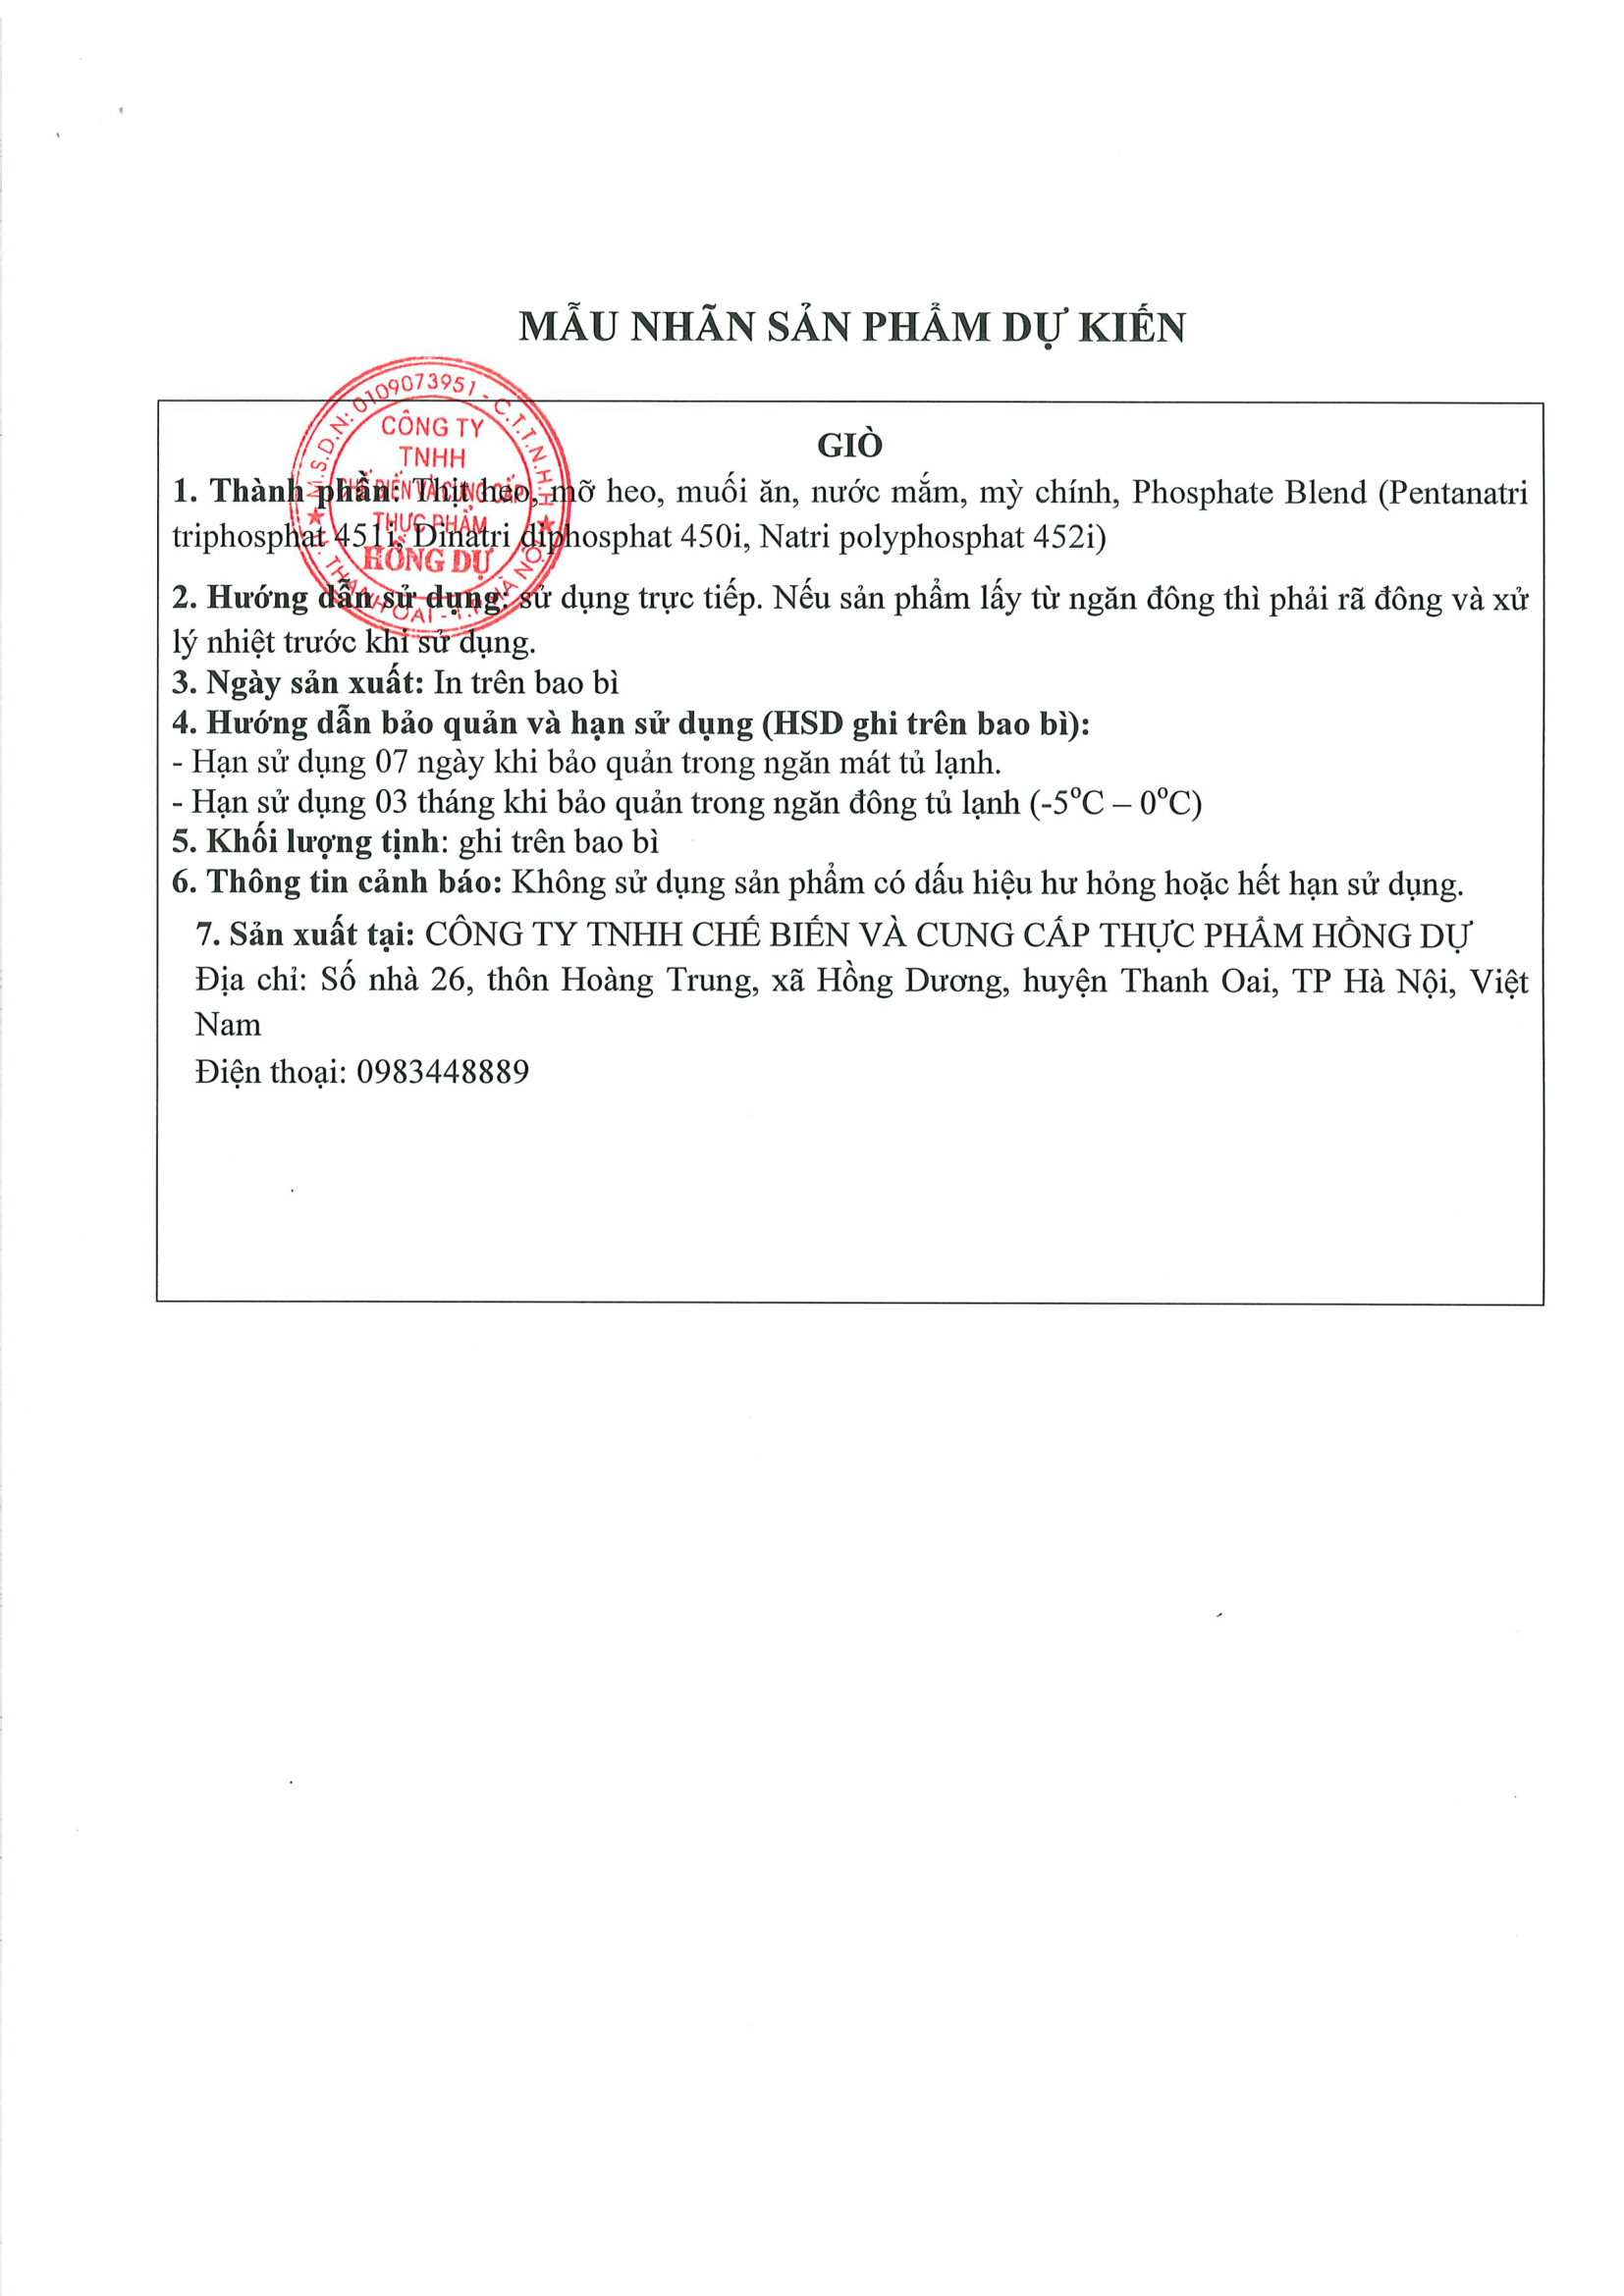 MẪU NHÃN SẢN PHẨM DỰ KIẾN
M.S.D.N: 0109073951 - C.T.T.N.H.H
CÔNG TY
TNHH
CHẾ BIẾN VÀ CUNG CẤP
THỰC PHẨM
HỒNG DỰ
H. THANH OAI - T.P HÀ NỘI
GIÒ
1. Thành phần: Thịt heo, mỡ heo, muối ăn, nước mắm, mỳ chính, Phosphate Blend (Pentanatri
triphosphat 451i, Dinatri diphosphat 450i, Natri polyphosphat 452i)
2. Hướng dẫn sử dụng: sử dụng trực tiếp. Nếu sản phẩm lấy từ ngăn đông thì phải rã đông và xử
lý nhiệt trước khi sử dụng.
3. Ngày sản xuất: In trên bao bì
4. Hướng dẫn bảo quản và hạn sử dụng (HSD ghi trên bao bì):
- Hạn sử dụng 07 ngày khi bảo quản trong ngăn mát tủ lạnh.
- Hạn sử dụng 03 tháng khi bảo quản trong ngăn đông tủ lạnh (-5°C – 0°C)
5. Khối lượng tịnh: ghi trên bao bì
6. Thông tin cảnh báo: Không sử dụng sản phẩm có dấu hiệu hư hỏng hoặc hết hạn sử dụng.
7. Sản xuất tại: CÔNG TY TNHH CHẾ BIẾN VÀ CUNG CẤP THỰC PHẨM HỒNG DỰ
Địa chỉ: Số nhà 26, thôn Hoàng Trung, xã Hồng Dương, huyện Thanh Oai, TP Hà Nội, Việt
Nam
Điện thoại: 0983448889